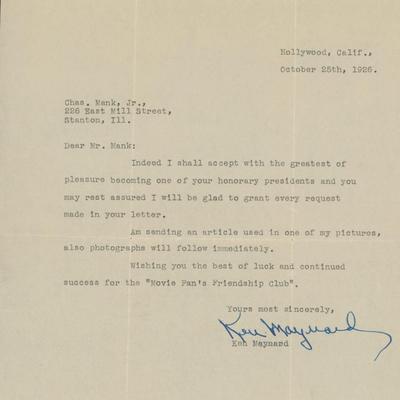 Hollywood, Calif.,
October 25th, 1926.
Chas. Mank, Jr.,
226 East Mill Street,
Stanton, Ill.
Dear Mr. Mank:
Indeed I shall accept with the greatest of
pleasure becoming one of your honorary presidents and you
may rest assured I will be glad to grant every request
made in your letter.
Am sending an article used in one of my pictures,
also photographs will follow immediately.
Wishing you the best of luck and continued
success for the "Movie Fan's Friendship Club".
Yours most sincerely,
Ken Maynard
Ken Maynard